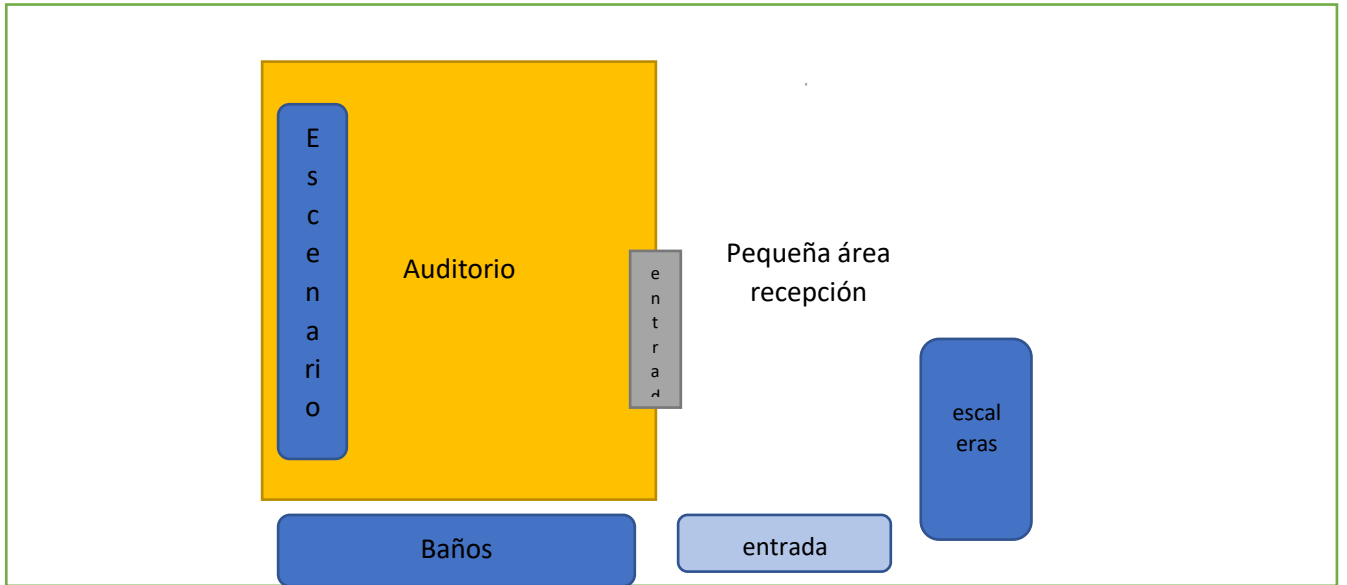 E
s
c
e
n
a
ri
o
Auditorio
e
n
t
r
a
d
Pequeña área
recepción
escal
eras
Baños
entrada